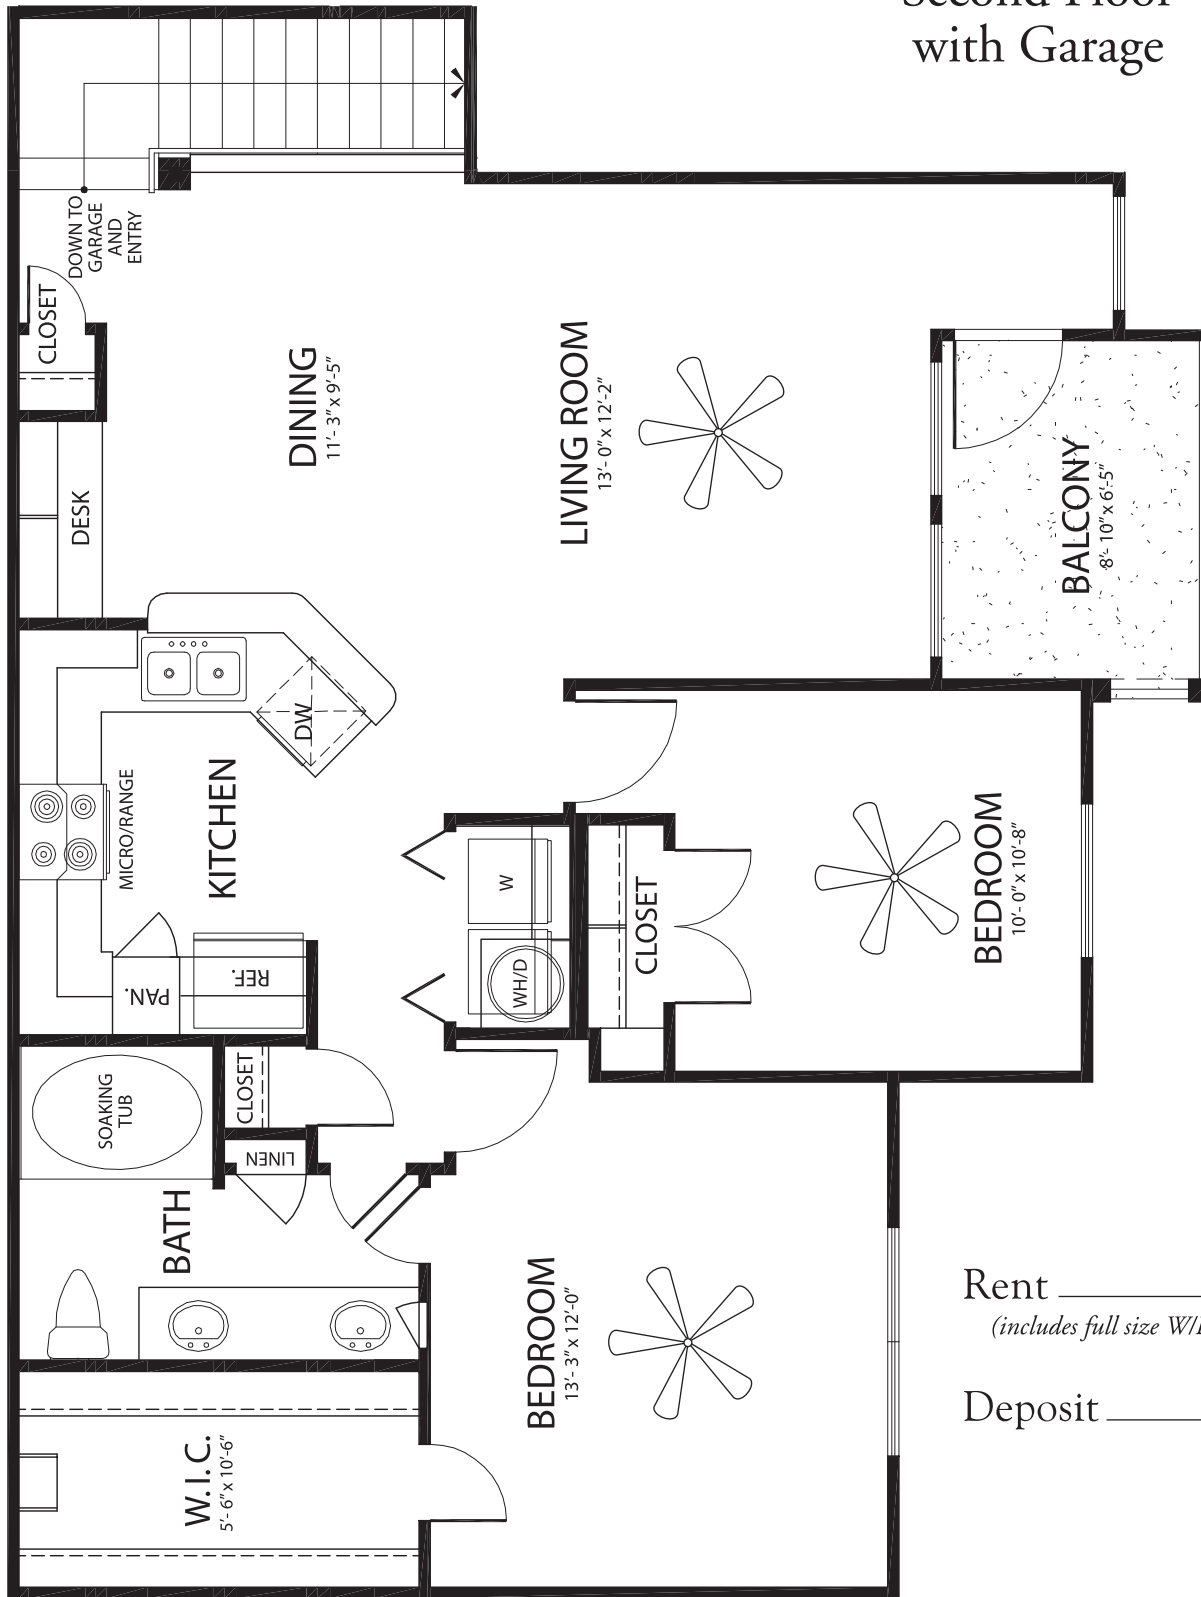 Second Floor
with Garage
DOWN TO
GARAGE
AND
ENTRY
CLOSET
DINING
11'- 3" x 9'-5"
LIVING ROOM
13'- 0" x 12'-2"
DESK
BALCONY
8'- 10" x 6'-5"
DW
MICRO/RANGE
KITCHEN
W
WH/D
CLOSET
BEDROOM
10'- 0" x 10'-8"
PAN.
REF.
SOAKING
TUB
CLOSET
LINEN
BATH
BEDROOM
13'- 3" x 12'-0"
W.I.C.
5'- 6" x 10'-6"
Rent
(includes full size W/
Deposit